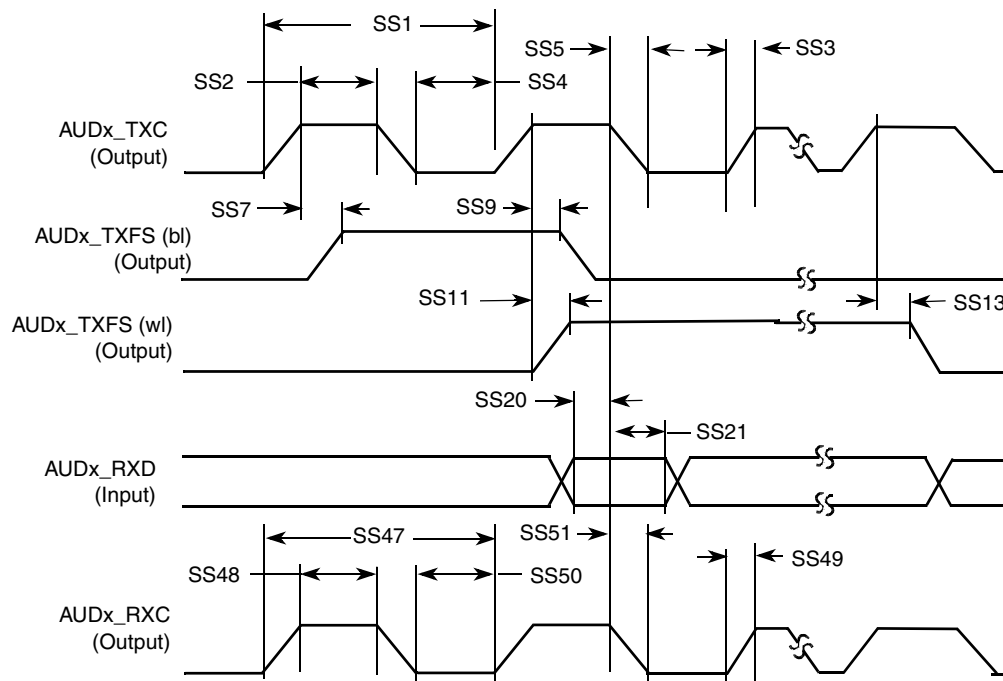 SS1
SS5
SS3
SS2
SS4
AUDx_TXC
(Output)
SS7
SS9
AUDx_TXFS (bl)
(Output)
SS11
SS13
AUDx_TXFS (wl)
(Output)
SS20
SS21
AUDx_RXD
(Input)
SS47
SS51
SS49
SS48
SS50
AUDx_RXC
(Output)